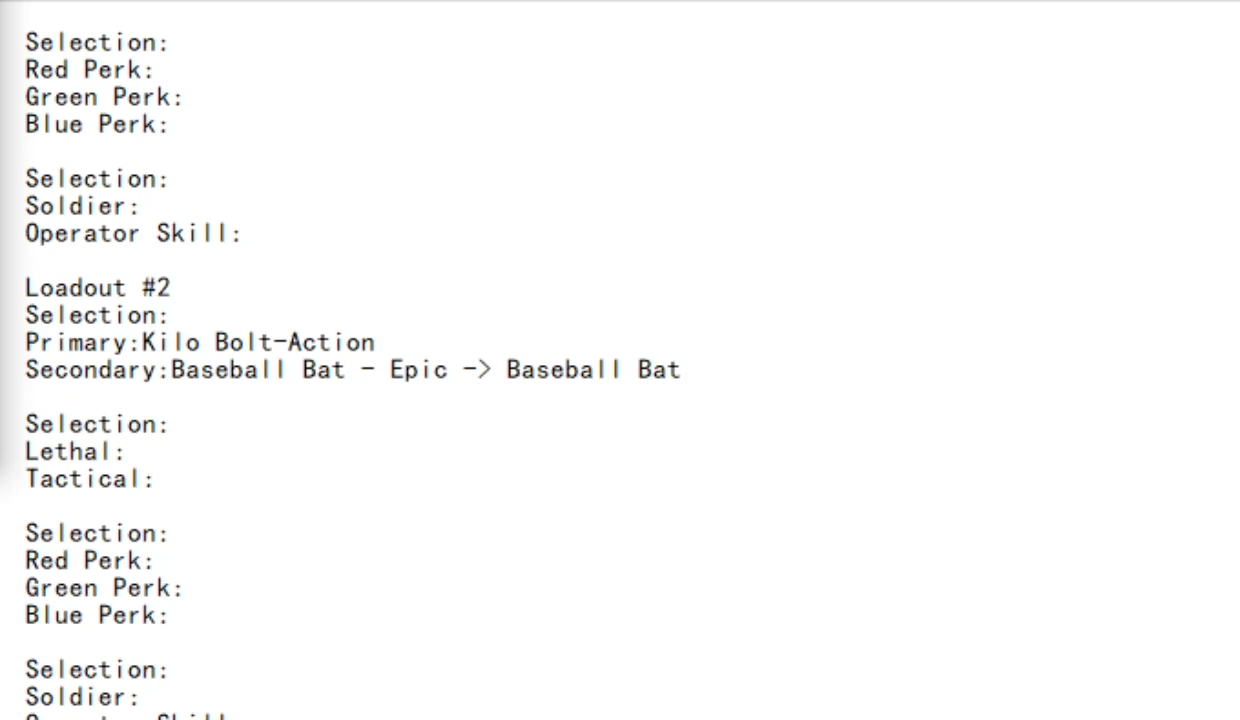 Selection:
Red Perk:
Green Perk:
Blue Perk:
Selection:
Soldier:
Operator Skill:
Loadout #2
Selection:
Primary:Kilo Bolt-Action
Secondary:Baseball Bat - Epic -> Baseball Bat
Selection:
Lethal:
Tactical:
Selection:
Red Perk:
Green Perk:
Blue Perk:
Selection:
Soldier: